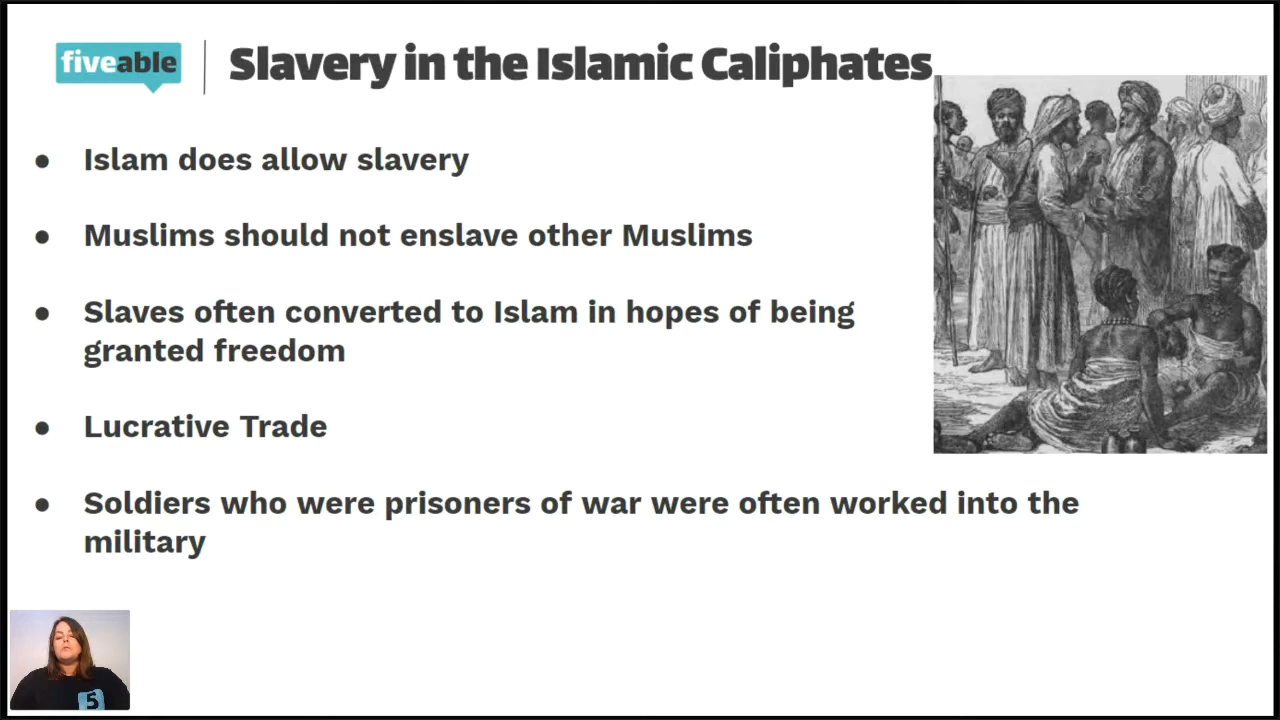 fiveable
Slavery in the Islamic Caliphates
● Islam does allow slavery
● Muslims should not enslave other Muslims
● Slaves often converted to Islam in hopes of being
granted freedom
● Lucrative Trade
● Soldiers who were prisoners of war were often worked into the
military
5